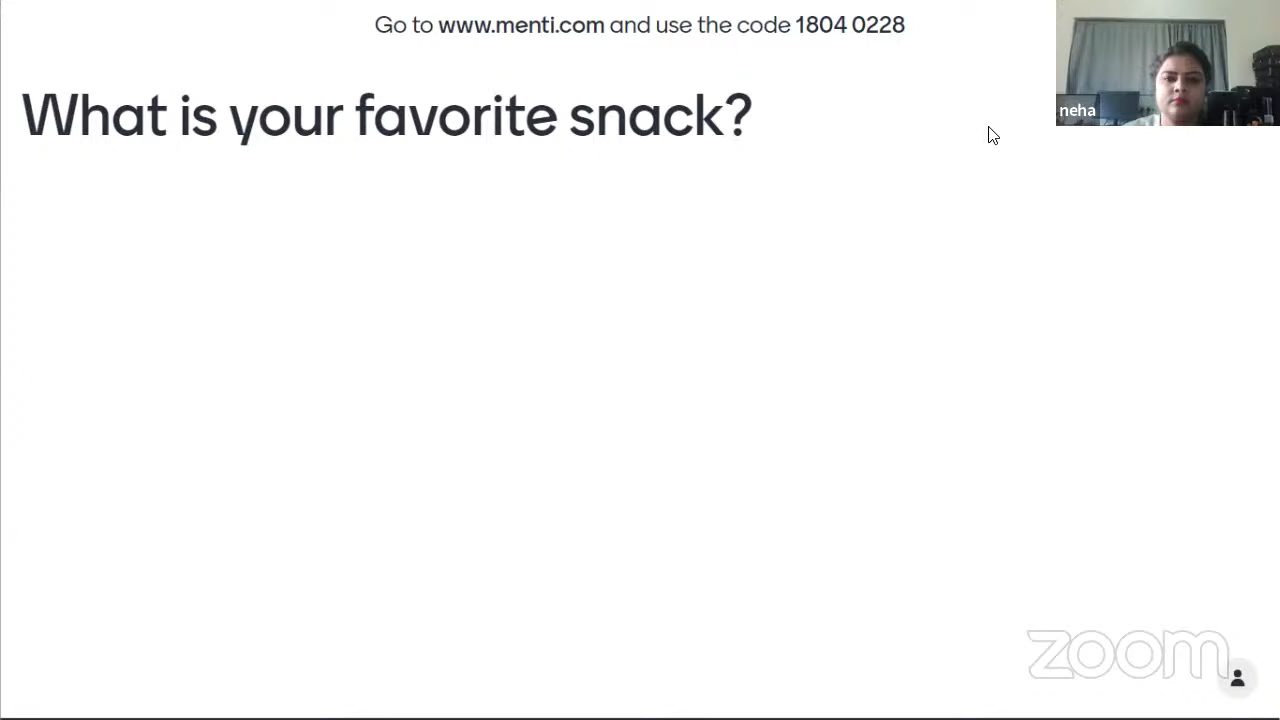 Go to www.menti.com and use the code 1804 0228
What is your favorite snack?
neha
zoom